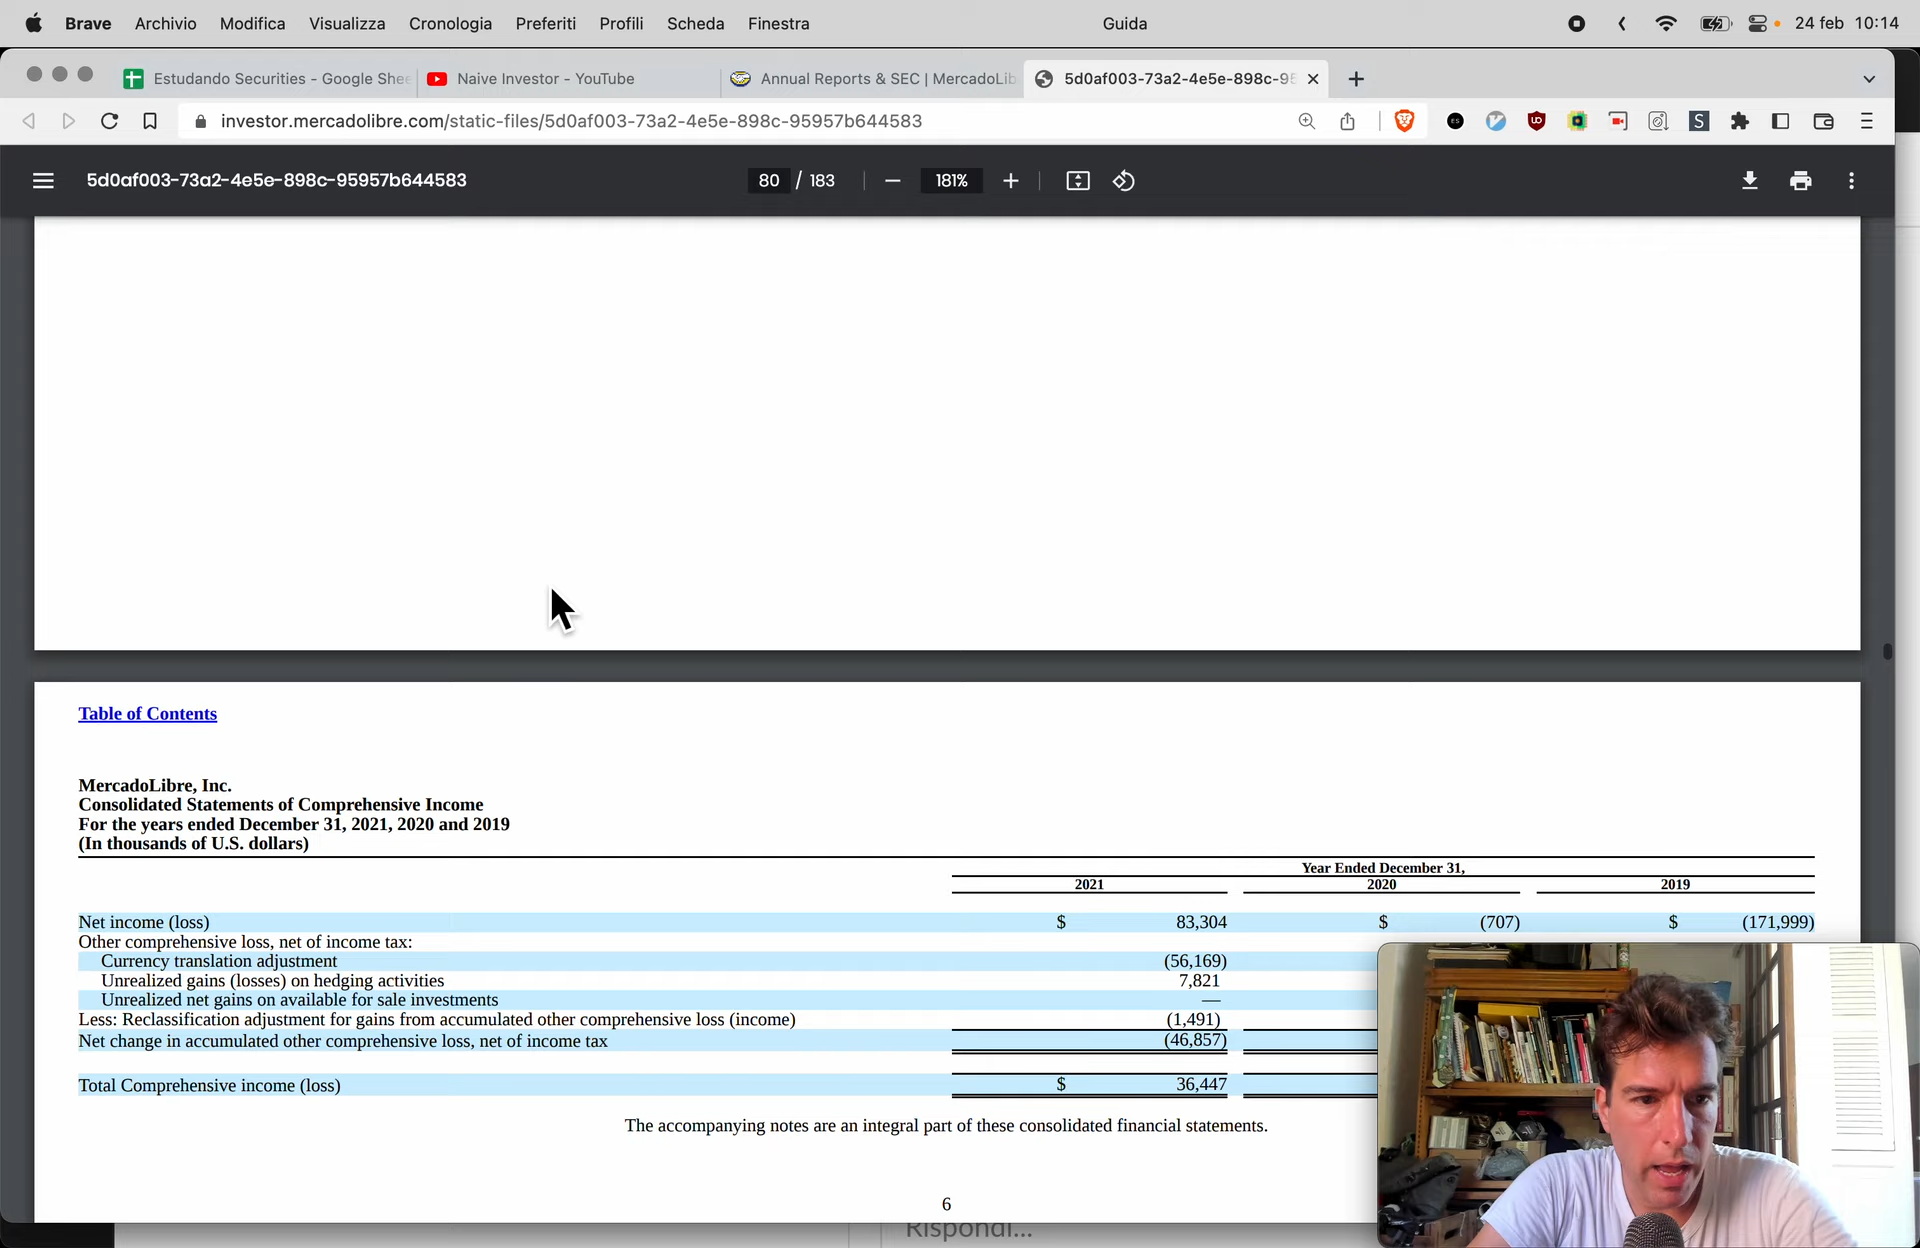 Brave Archivio Modifica Visualizza Cronologia Preferiti Profili Scheda Finestra Guida 24 feb 10:14
Estudando Securities - Google Shee
Naive Investor - YouTube
Annual Reports & SEC | MercadoLib
5d0af003-73a2-4e5e-898c-95
investor.mercadolibre.com/static-files/5d0af003-73a2-4e5e-898c-95957b644583
5d0af003-73a2-4e5e-898c-95957b644583 80 / 183 181%
Table of Contents
MercadoLibre, Inc.
Consolidated Statements of Comprehensive Income
For the years ended December 31, 2021, 2020 and 2019
(In thousands of U.S. dollars)
Year Ended December 31,
2021 2020 2019
Net income (loss) $ 83,304 $ (707) $ (171,999)
Other comprehensive loss, net of income tax:
Currency translation adjustment (56,169)
Unrealized gains (losses) on hedging activities 7,821
Unrealized net gains on available for sale investments —
Less: Reclassification adjustment for gains from accumulated other comprehensive loss (income) (1,491)
Net change in accumulated other comprehensive loss, net of income tax (46,857)
Total Comprehensive income (loss) $ 36,447
The accompanying notes are an integral part of these consolidated financial statements.
6
Rispondi...